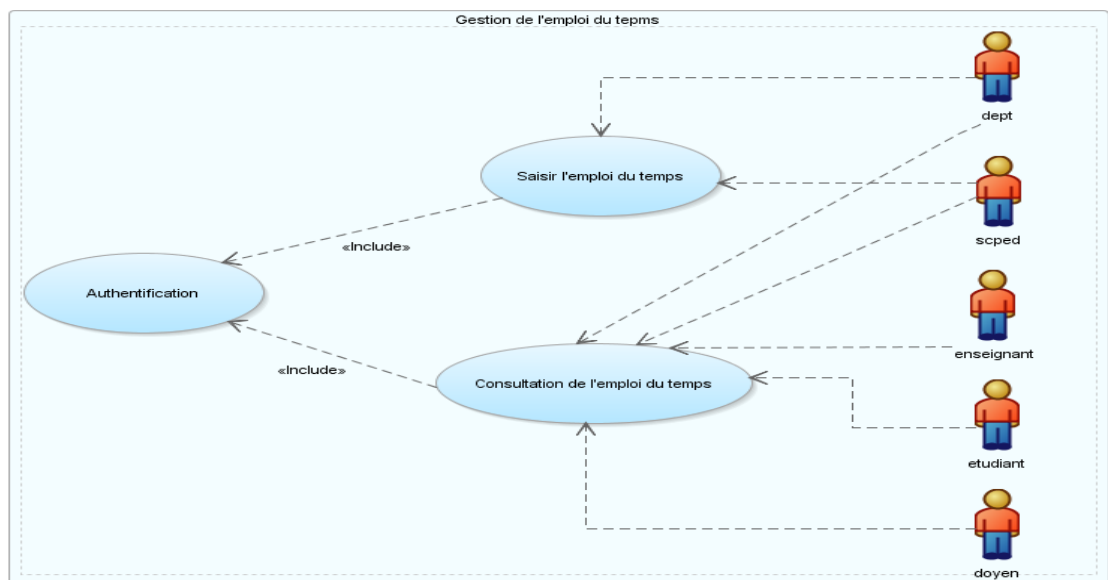 Gestion de l'emploi du tepms
dept
Saisir l'emploi du temps
scped
«Include»
Authentification
enseignant
«Include»
Consultation de l'emploi du temps
etudiant
doyen